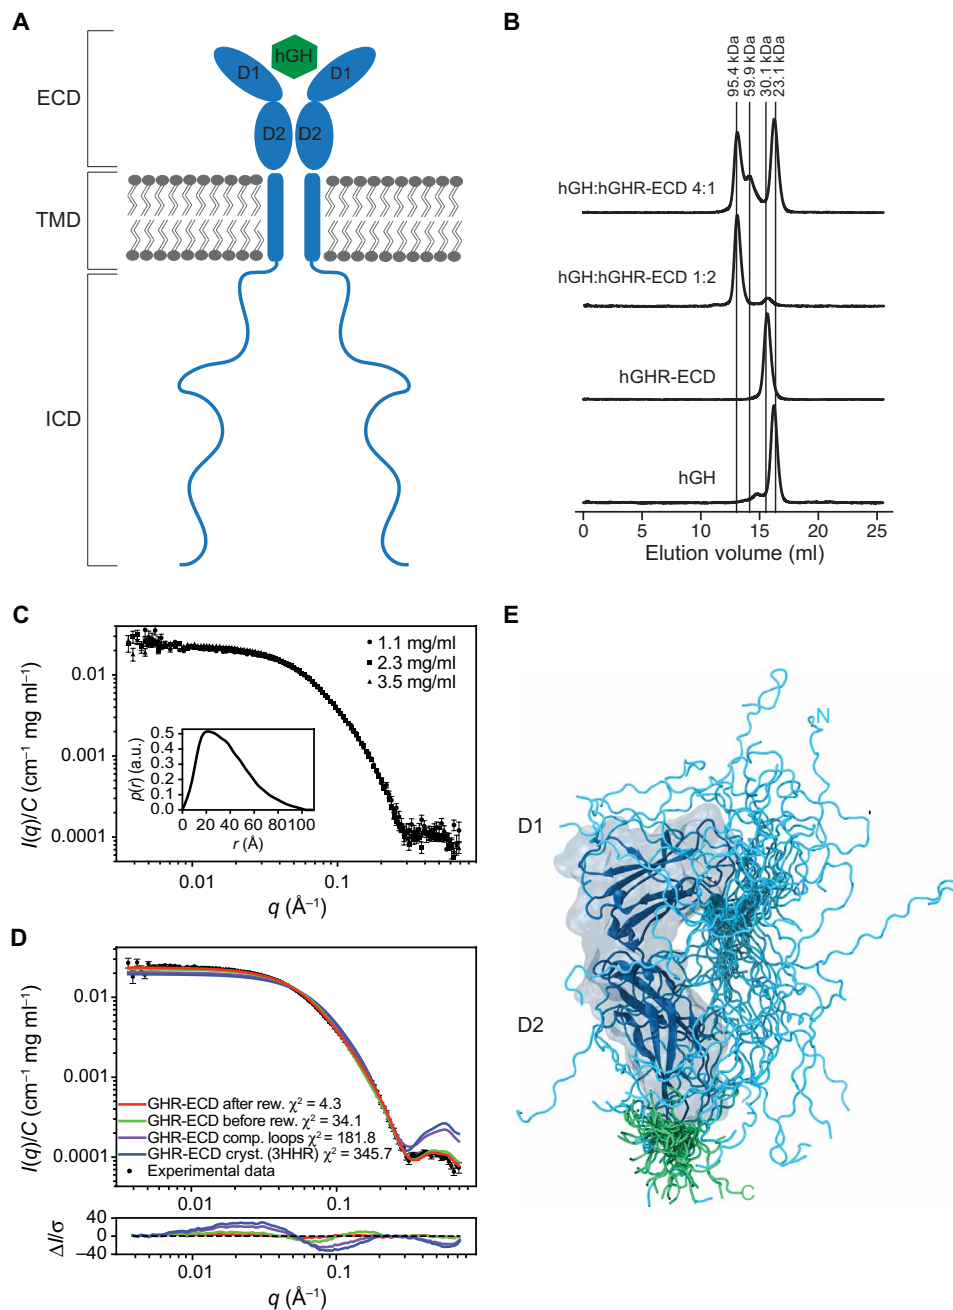 A
ECD
TMD
ICD
hGH
D1
D1
D2
D2
B
95.4 kDa
59.9 kDa
30.1 kDa
23.1 kDa
hGH:hGHR-ECD 4:1
hGH:hGHR-ECD 1:2
hGHR-ECD
hGH
0 5 10 15 20 25
Elution volume (ml)
C
I(q)/C (cm⁻¹ mg ml⁻¹)
0.01
0.001
0.0001
1.1 mg/ml
2.3 mg/ml
3.5 mg/ml
p(r) (a.u.)
0.5
0.4
0.3
0.2
0.1
0.0
0 20 40 60 80 100
r (Å)
0.01 0.1
q (Å⁻¹)
D
I(q)/C (cm⁻¹ mg ml⁻¹)
0.01
0.001
0.0001
GHR-ECD after rew. χ² = 4.3
GHR-ECD before rew. χ² = 34.1
GHR-ECD comp. loops χ² = 181.8
GHR-ECD cryst. (3HHR) χ² = 345.7
Experimental data
0.01 0.1
ΔI/σ
40
0
−40
0.01 0.1
q (Å⁻¹)
E
N
D1
D2
C